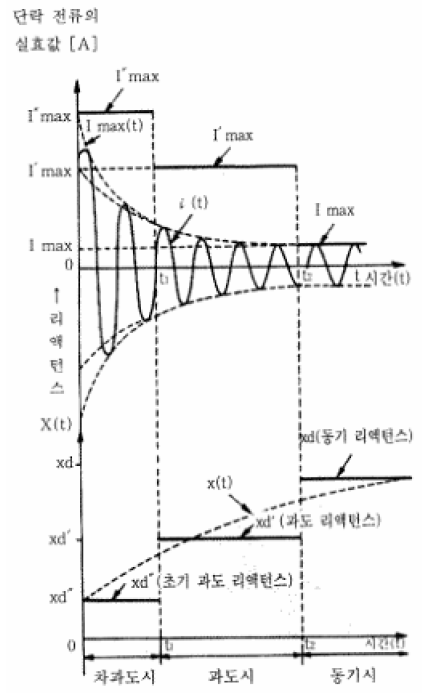 단락 전류의
실효값 [A]
I″max
I″max
I max(t)
I′max
I′max
i(t)
I max
I max
0
t₁
t₂
t
시간(t)
↑리액턴스
X(t)
xd
xd(동기 리액턴스)
x(t)
xd′
xd′(과도 리액턴스)
xd″
xd″(초기 과도 리액턴스)
0
t₁
t₂
시간(t)
차과도시
과도시
동기시